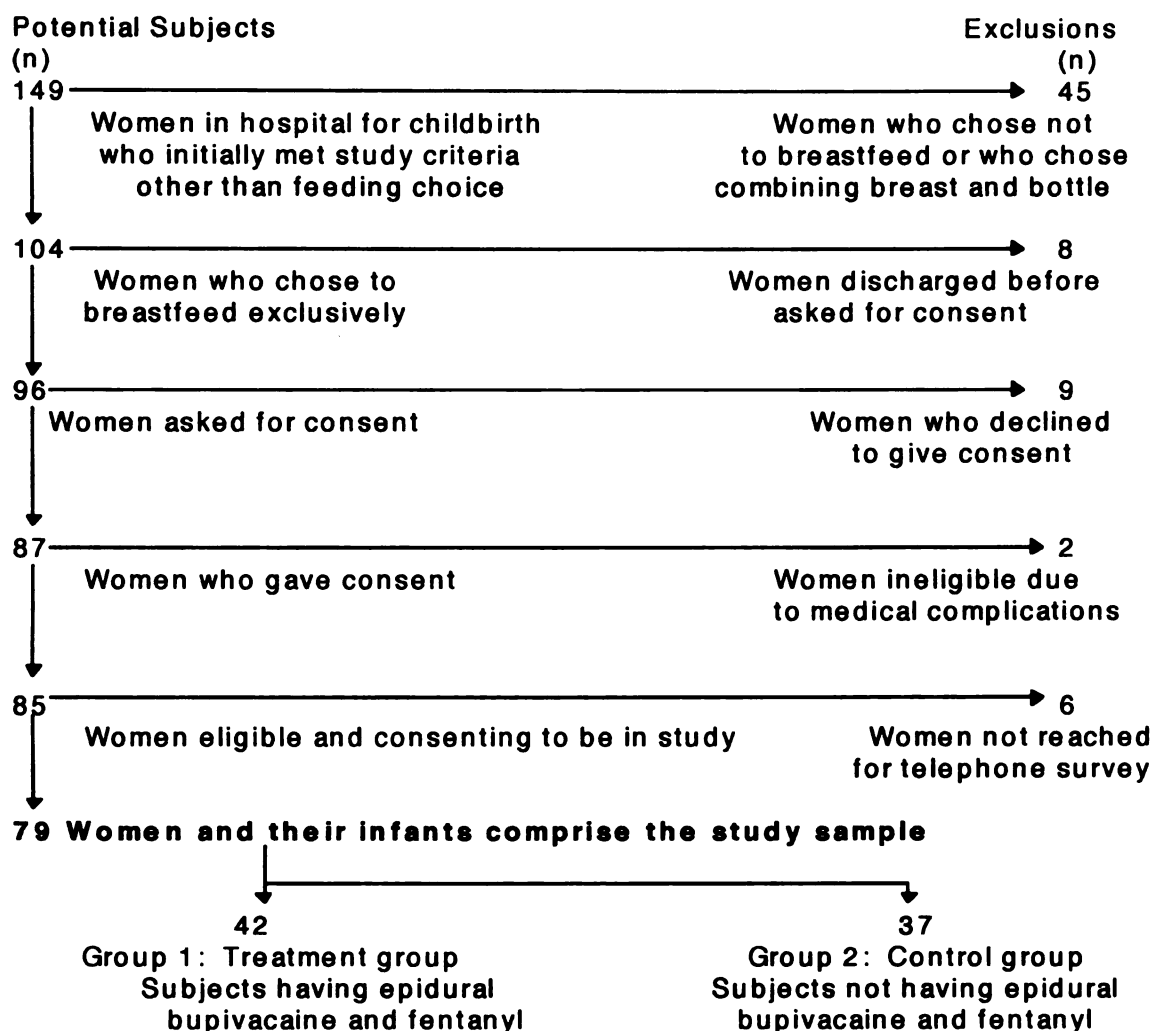 Potential Subjects Exclusions
(n) (n)
149 45
Women in hospital for childbirth Women who chose not
who initially met study criteria to breastfeed or who chose
other than feeding choice combining breast and bottle
104 8
Women who chose to Women discharged before
breastfeed exclusively asked for consent
96 9
Women asked for consent Women who declined
to give consent
87 2
Women who gave consent Women ineligible due
to medical complications
85 6
Women eligible and consenting to be in study Women not reached
for telephone survey
79 Women and their infants comprise the study sample
42 37
Group 1: Treatment group Group 2: Control group
Subjects having epidural Subjects not having epidural
bupivacaine and fentanyl bupivacaine and fentanyl